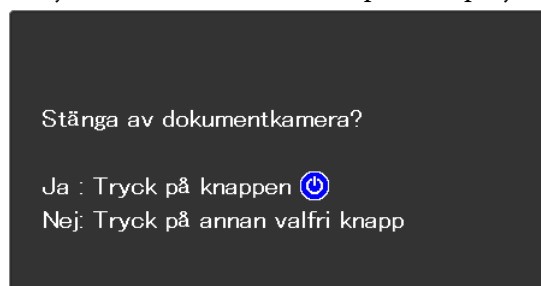 Stänga av dokumentkamera?
Ja : Tryck på knappen
Nej: Tryck på annan valfri knapp